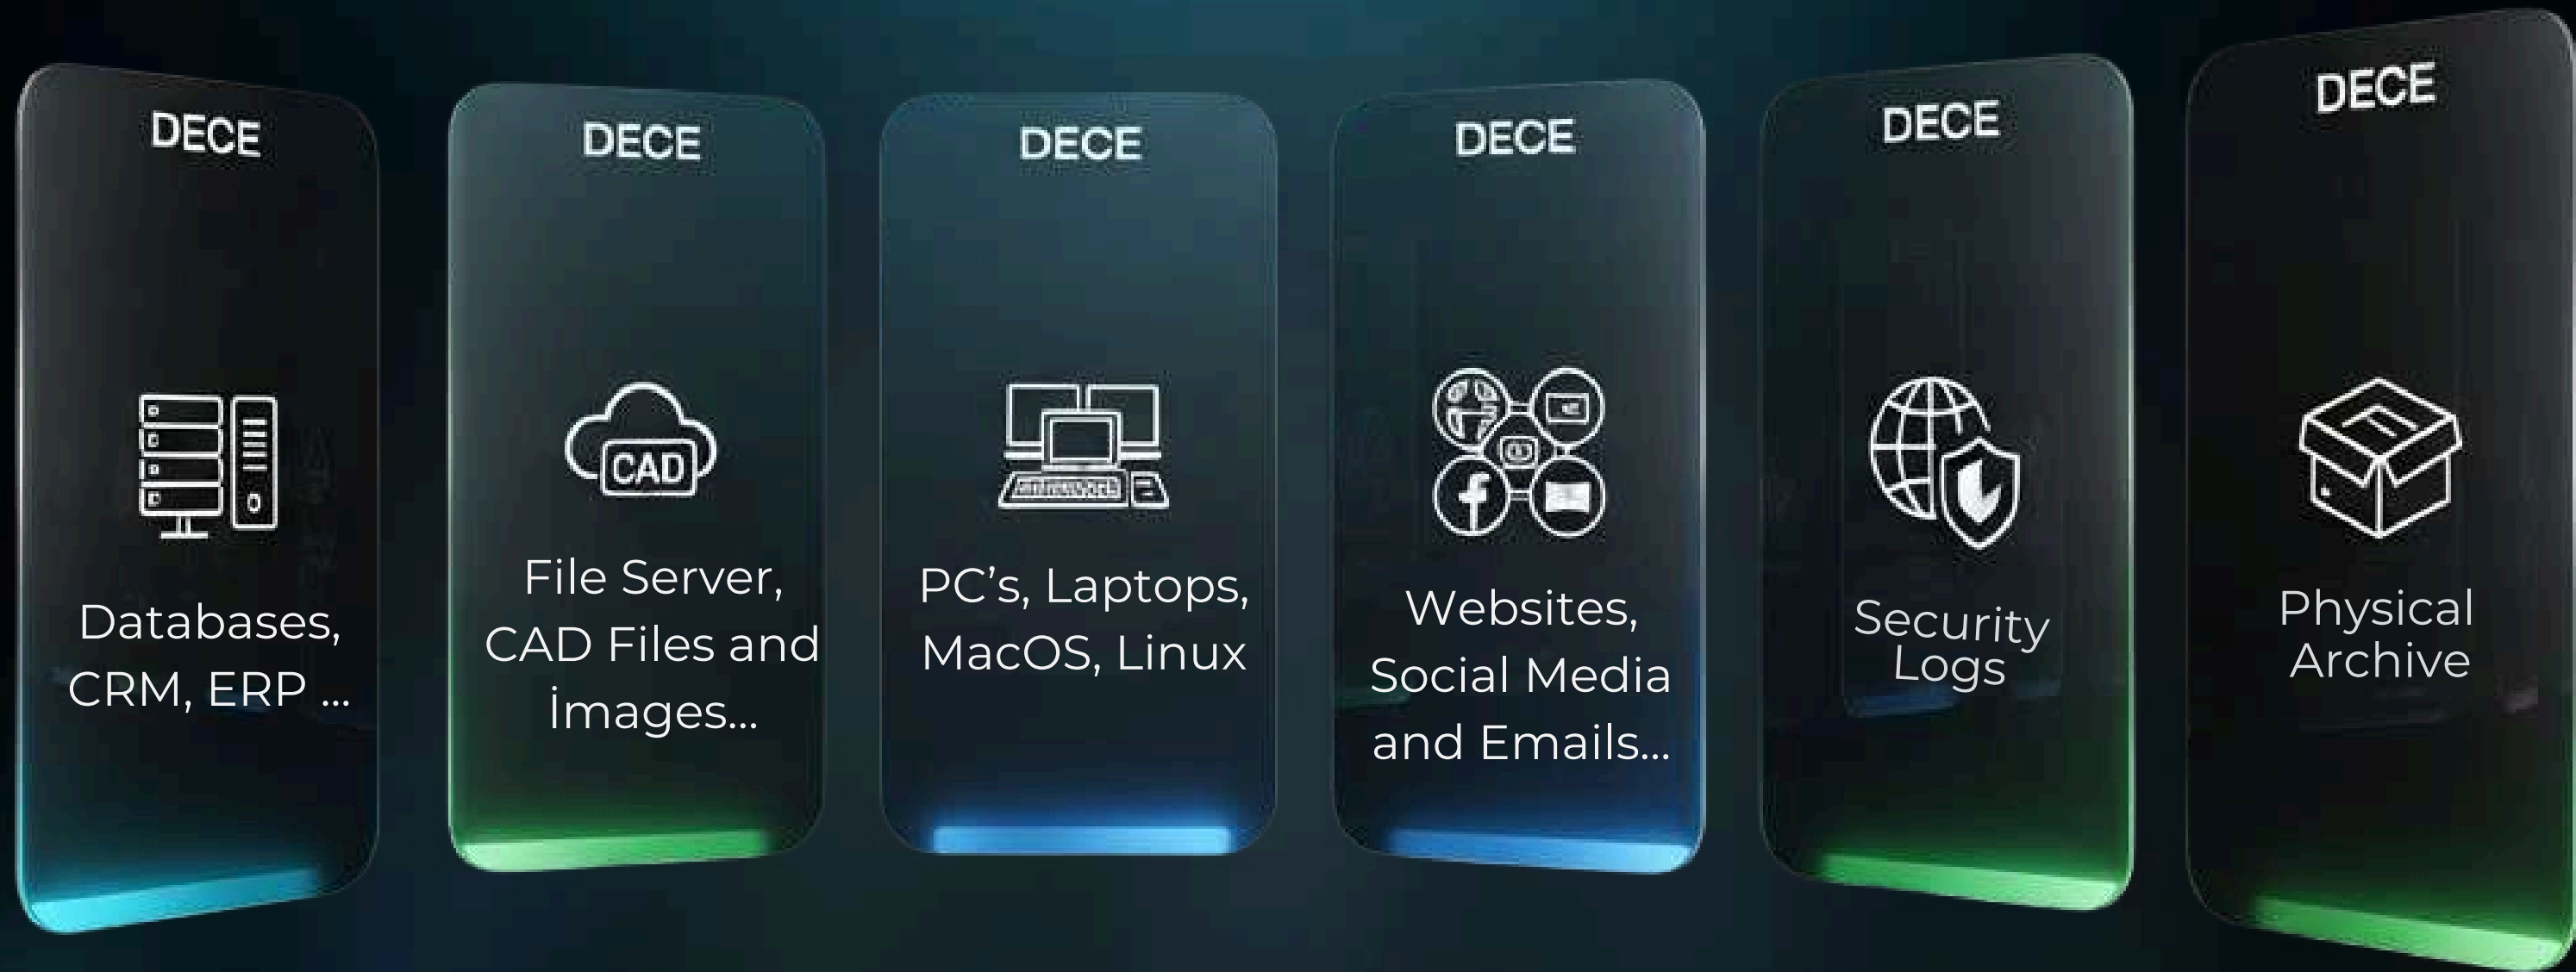 DECE
Databases,
CRM, ERP ...
DECE
CAD
File Server,
CAD Files and
İmages...
DECE
PC’s, Laptops,
MacOS, Linux
DECE
f
Websites,
Social Media
and Emails...
DECE
Security
Logs
DECE
Physical
Archive